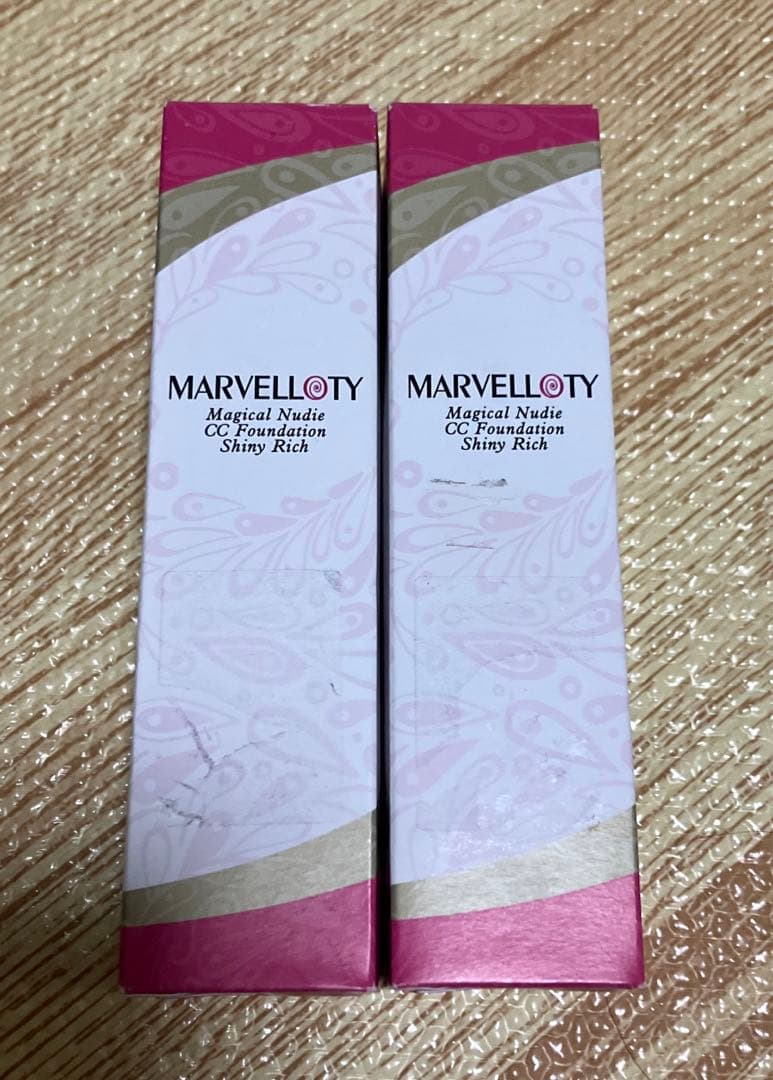 MARVELLOTY
Magical Nudie
CC Foundation
Shiny Rich
MARVELLOTY
Magical Nudie
CC Foundation
Shiny Rich